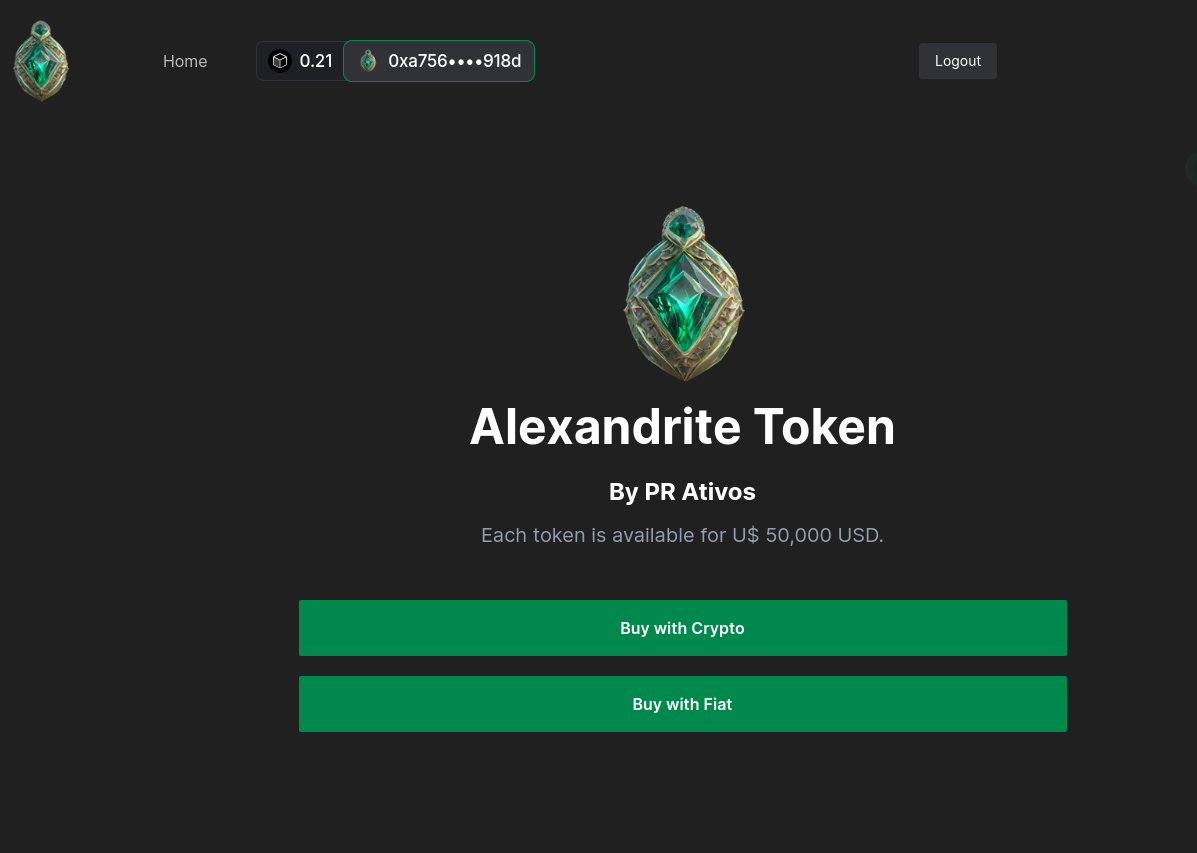 Home
0.21
0xa756••••918d
Logout
Alexandrite Token
By PR Ativos
Each token is available for U$ 50,000 USD.
Buy with Crypto
Buy with Fiat